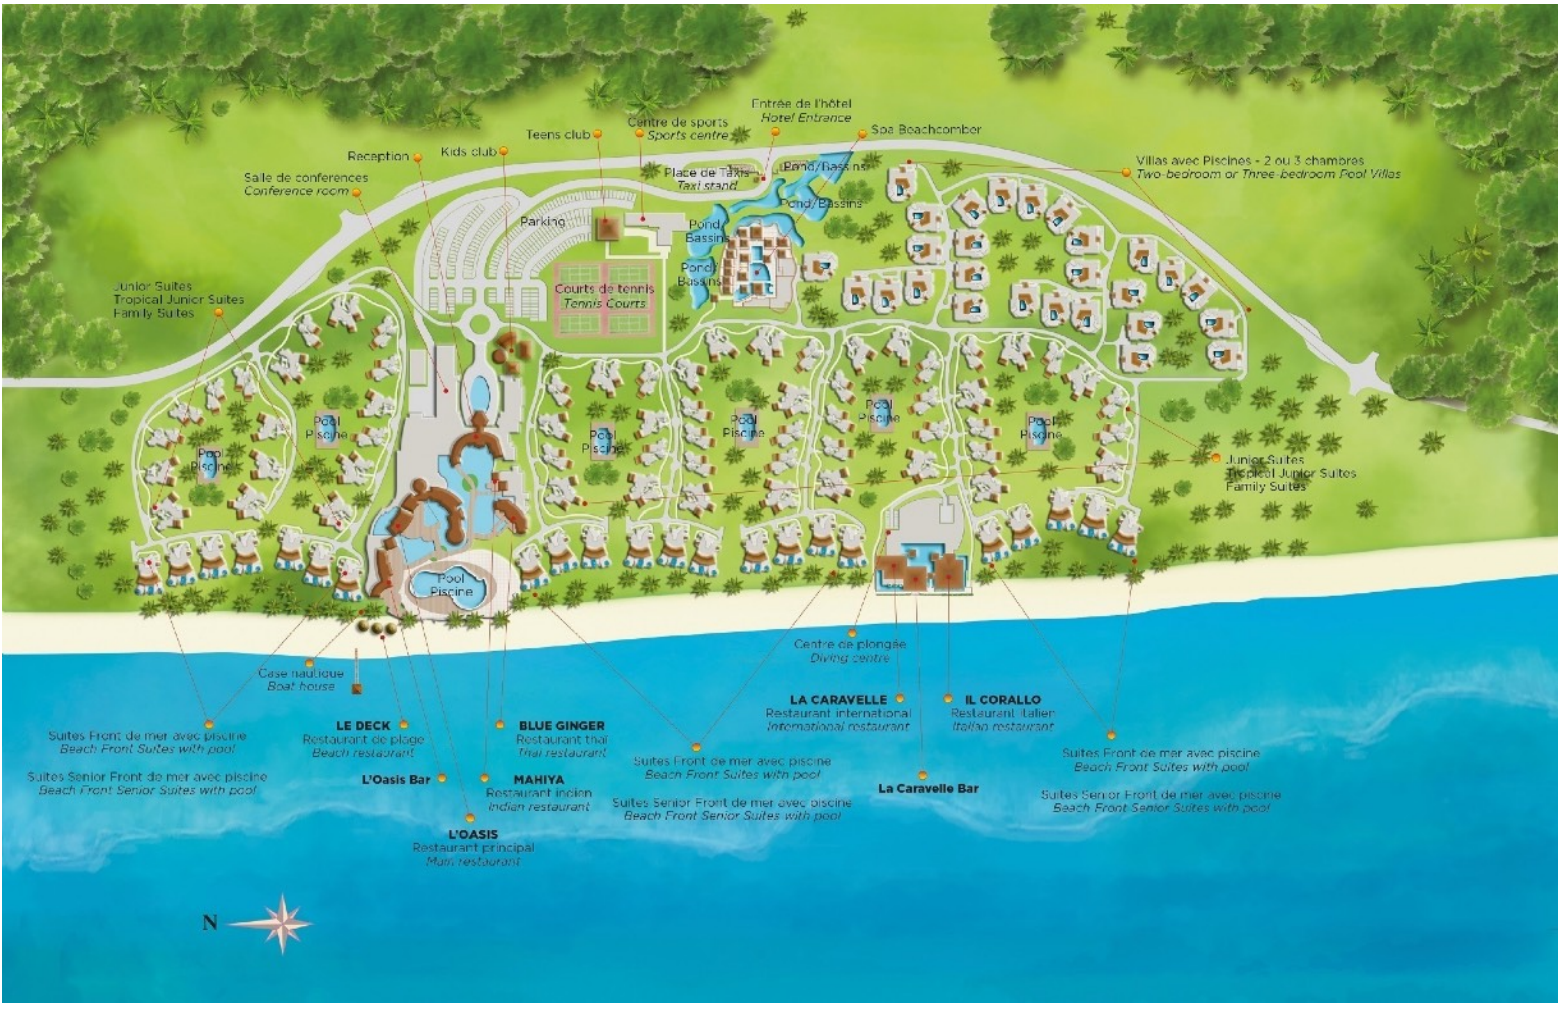 Entrée de l'hôtel
Hotel Entrance
Centre de sports
Sports centre
Teens club
Spa Beachcomber
Kids club
Reception
Salle de conferences
Conference room
Place de Taxis
Taxi stand
Pond/Bassins
Pond/Bassins
Pond/
Bassins
Pond/
Bassins
Villas avec Piscines - 2 ou 3 chambres
Two-bedroom or Three-bedroom Pool Villas
Parking
Courts de tennis
Tennis Courts
Junior Suites
Tropical Junior Suites
Family Suites
Pool
Piscine
Pool
Piscine
Pool
Piscine
Pool
Piscine
Pool
Piscine
Pool
Piscine
Junior Suites
Tropical Junior Suites
Family Suites
Pool
Piscine
Centre de plongée
Diving centre
Case nautique
Boat house
Suites Front de mer avec piscine
Beach Front Suites with pool
Suites Senior Front de mer avec piscine
Beach Front Senior Suites with pool
LE DECK
Restaurant de plage
Beach restaurant
L'Oasis Bar
BLUE GINGER
Restaurant thaï
Thai restaurant
MAHIYA
Restaurant indien
Indian restaurant
L'OASIS
Restaurant principal
Main restaurant
Suites Front de mer avec piscine
Beach Front Suites with pool
Suites Senior Front de mer avec piscine
Beach Front Senior Suites with pool
LA CARAVELLE
Restaurant international
International restaurant
IL CORALLO
Restaurant italien
Italian restaurant
La Caravelle Bar
Suites Front de mer avec piscine
Beach Front Suites with pool
Suites Senior Front de mer avec piscine
Beach Front Senior Suites with pool
N